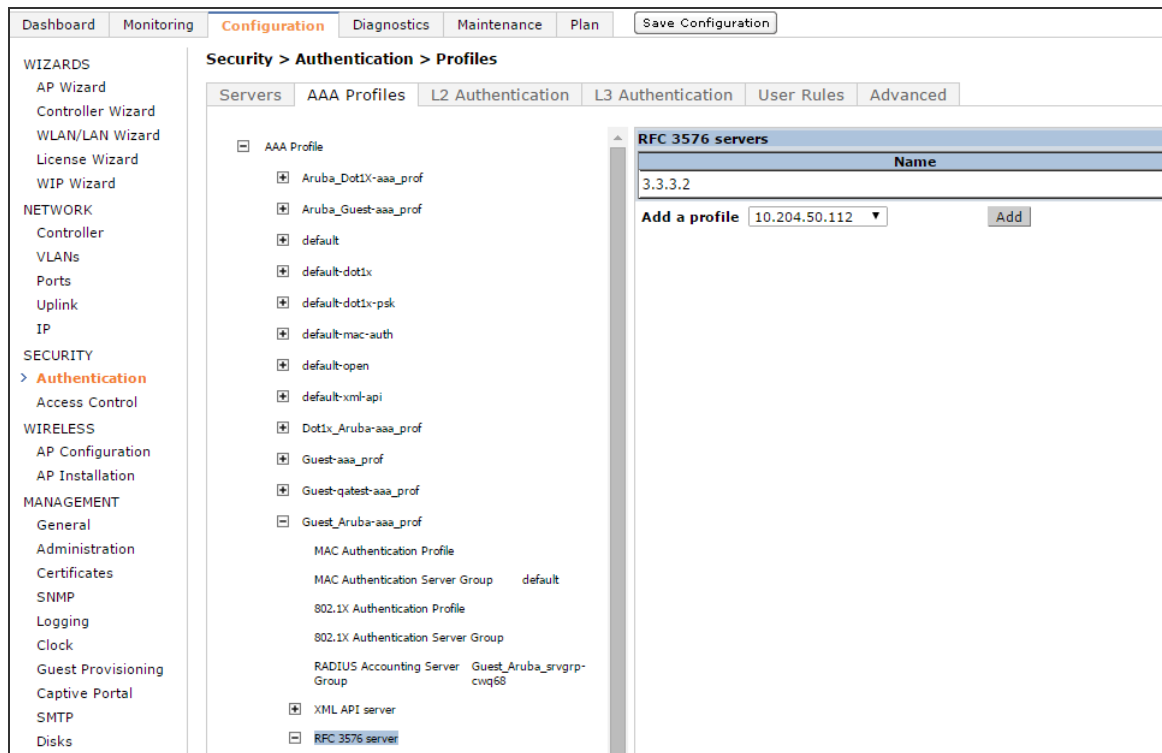 Dashboard Monitoring Configuration Diagnostics Maintenance Plan Save Configuration
WIZARDS
AP Wizard
Controller Wizard
WLAN/LAN Wizard
License Wizard
WIP Wizard
NETWORK
Controller
VLANs
Ports
Uplink
IP
SECURITY
> Authentication
Access Control
WIRELESS
AP Configuration
AP Installation
MANAGEMENT
General
Administration
Certificates
SNMP
Logging
Clock
Guest Provisioning
Captive Portal
SMTP
Disks
Security > Authentication > Profiles
Servers AAA Profiles L2 Authentication L3 Authentication User Rules Advanced
AAA Profile
Aruba_Dot1X-aaa_prof
Aruba_Guest-aaa_prof
default
default-dot1x
default-dot1x-psk
default-mac-auth
default-open
default-xml-api
Dot1x_Aruba-aaa_prof
Guest-aaa_prof
Guest-qatest-aaa_prof
Guest_Aruba-aaa_prof
MAC Authentication Profile
MAC Authentication Server Group default
802.1X Authentication Profile
802.1X Authentication Server Group
RADIUS Accounting Server Guest_Aruba_srvgrp-
Group cwq68
XML API server
RFC 3576 server
RFC 3576 servers
Name
3.3.3.2
Add a profile 10.204.50.112 Add